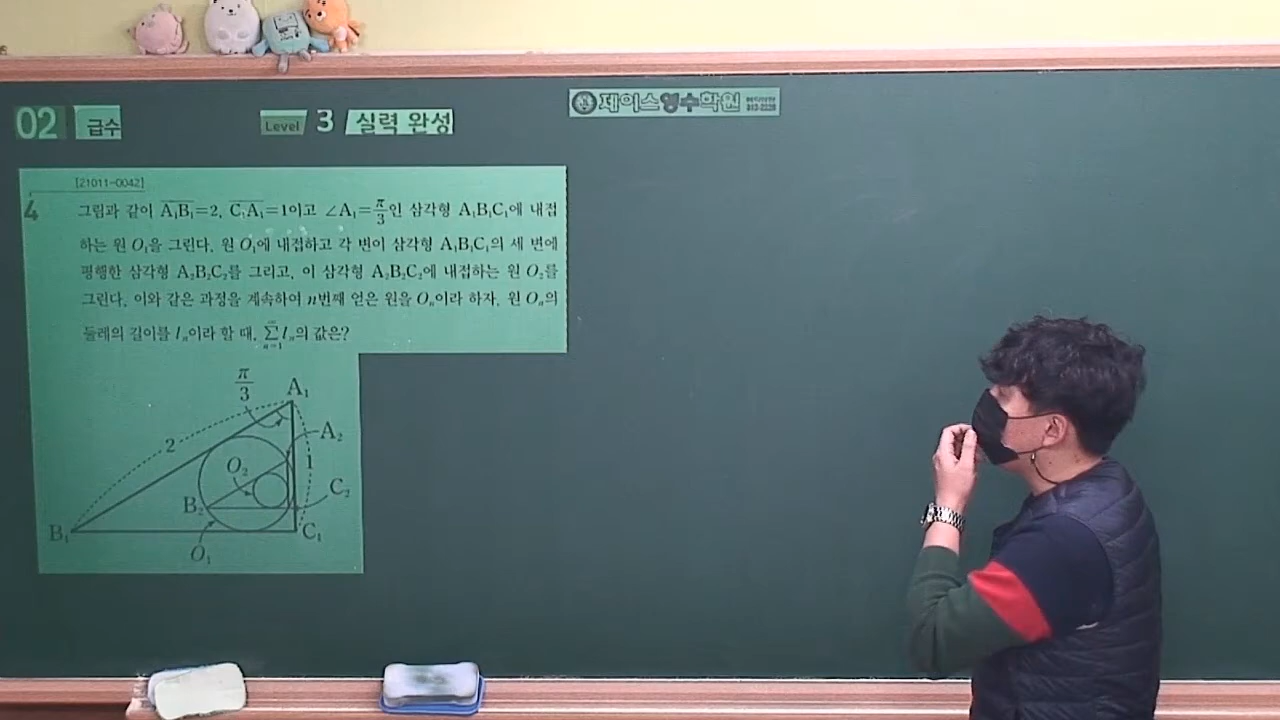 02 급수
Level 3 실력 완성
제이스영수학원
[21011-0042]
4 그림과 같이 A₁B₁=2, C₁A₁=1이고 ∠A₁=π/3인 삼각형 A₁B₁C₁에 내접
하는 원 O₁을 그린다. 원 O₁에 내접하고 각 변이 삼각형 A₁B₁C₁의 세 변에
평행한 삼각형 A₂B₂C₂를 그리고, 이 삼각형 A₂B₂C₂에 내접하는 원 O₂를
그린다. 이와 같은 과정을 계속하여 n번째 얻은 원을 Oₙ이라 하자. 원 Oₙ의
둘레의 길이를 lₙ이라 할 때, ∑ₙ₌₁^∞ lₙ의 값은?
π/3
A₁
A₂
2
1
O₂
C₂
B₂
B₁
C₁
O₁